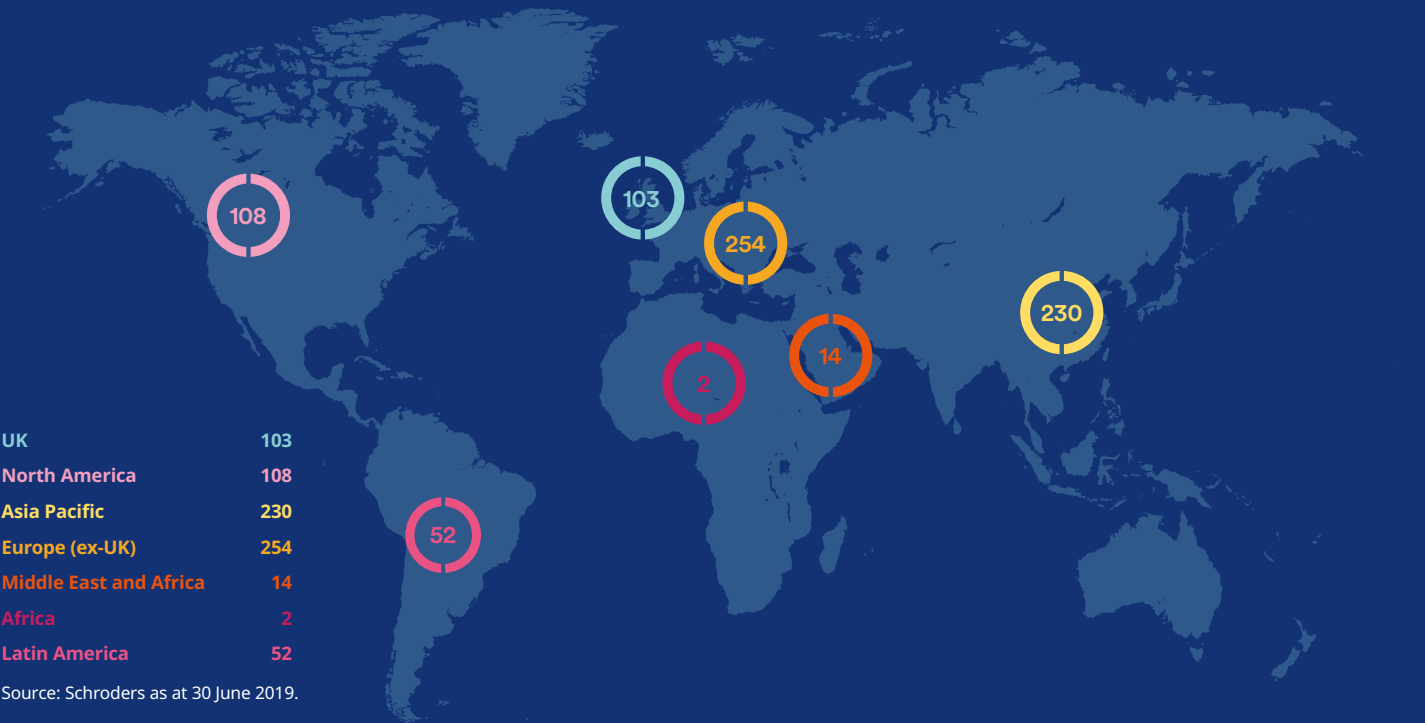 103
108
254
230
14
2
52
UK 103
North America 108
Asia Pacific 230
Europe (ex-UK) 254
Middle East and Africa 14
Africa 2
Latin America 52
Source: Schroders as at 30 June 2019.